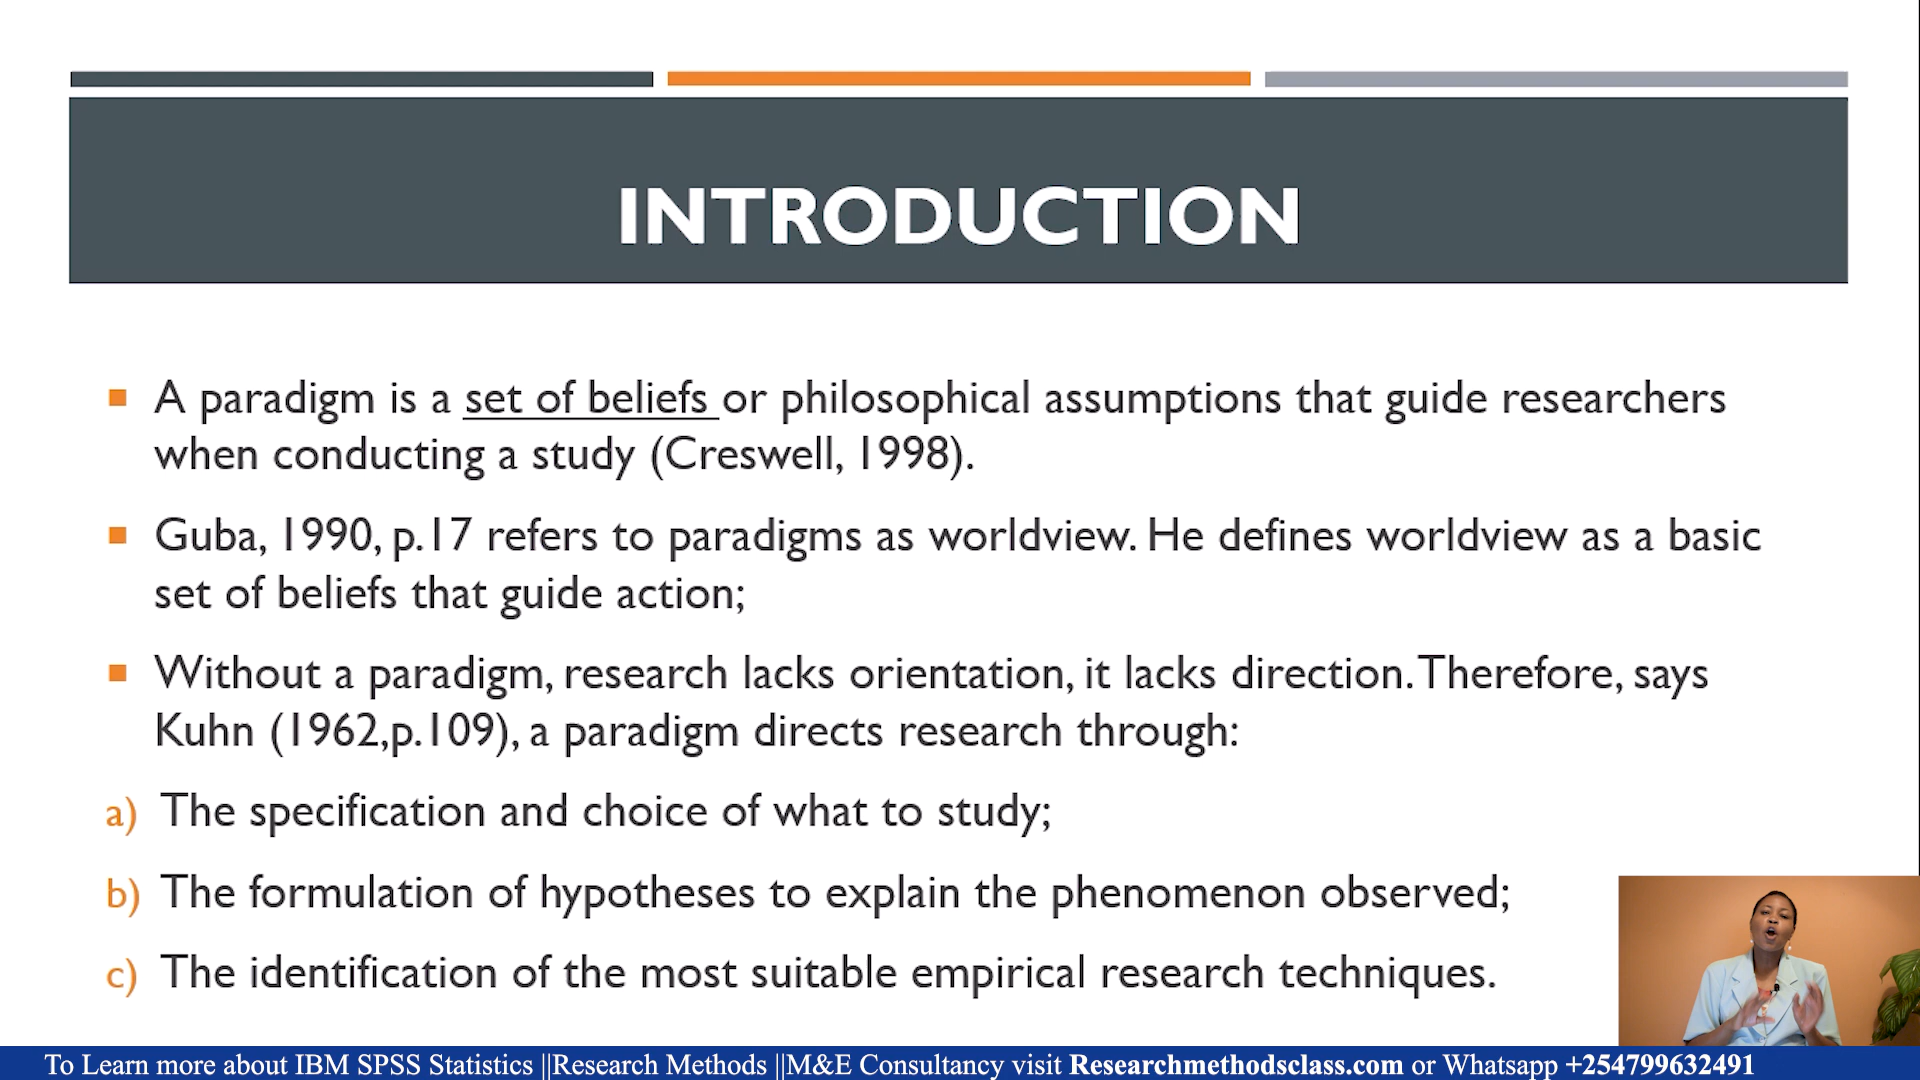 INTRODUCTION
■ A paradigm is a set of beliefs or philosophical assumptions that guide researchers
when conducting a study (Creswell, 1998).
■ Guba, 1990, p.17 refers to paradigms as worldview. He defines worldview as a basic
set of beliefs that guide action;
■ Without a paradigm, research lacks orientation, it lacks direction. Therefore, says
Kuhn (1962,p.109), a paradigm directs research through:
a) The specification and choice of what to study;
b) The formulation of hypotheses to explain the phenomenon observed;
c) The identification of the most suitable empirical research techniques.
To Learn more about IBM SPSS Statistics ||Research Methods ||M&E Consultancy visit Researchmethodsclass.com or Whatsapp +254799632491